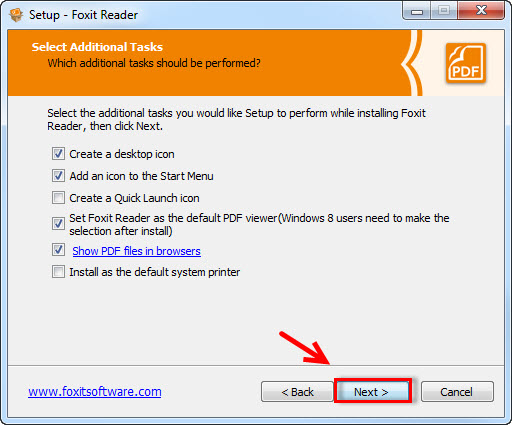 Setup - Foxit Reader
Select Additional Tasks
Which additional tasks should be performed?
PDF
Select the additional tasks you would like Setup to perform while installing Foxit
Reader, then click Next.
Create a desktop icon
Add an icon to the Start Menu
Create a Quick Launch icon
Set Foxit Reader as the default PDF viewer(Windows 8 users need to make the
selection after install)
Show PDF files in browsers
Install as the default system printer
www.foxitsoftware.com
< Back
Next >
Cancel